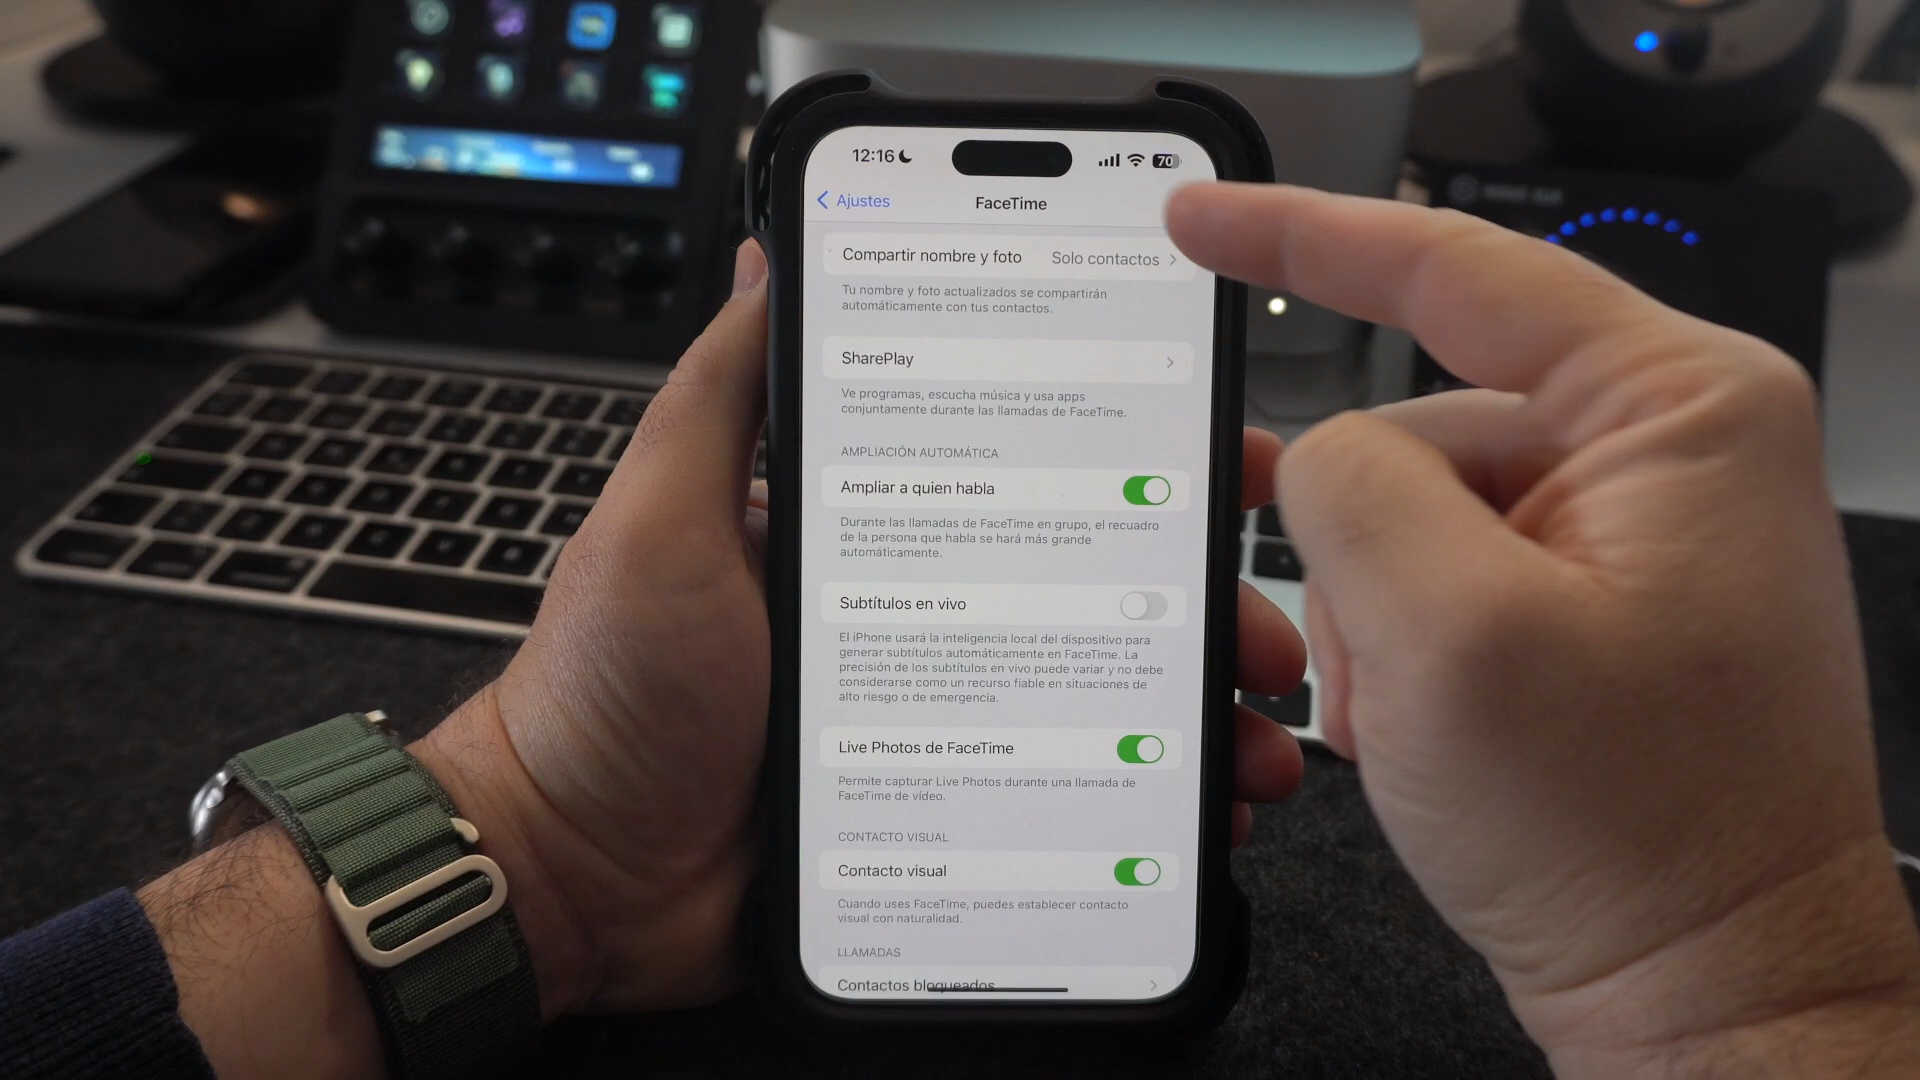 12:16
70
Ajustes
FaceTime
Compartir nombre y foto Solo contactos
Tu nombre y foto actualizados se compartirán
automáticamente con tus contactos.
SharePlay
Ve programas, escucha música y usa apps
conjuntamente durante las llamadas de FaceTime.
AMPLIACIÓN AUTOMÁTICA
Ampliar a quien habla
Durante las llamadas de FaceTime en grupo, el recuadro
de la persona que habla se hará más grande
automáticamente.
Subtítulos en vivo
El iPhone usará la inteligencia local del dispositivo para
generar subtítulos automáticamente en FaceTime. La
precisión de los subtítulos en vivo puede variar y no debe
considerarse como un recurso fiable en situaciones de
alto riesgo o de emergencia.
Live Photos de FaceTime
Permite capturar Live Photos durante una llamada de
FaceTime de vídeo.
CONTACTO VISUAL
Contacto visual
Cuando uses FaceTime, puedes establecer contacto
visual con naturalidad.
LLAMADAS
Contactos bloqueados